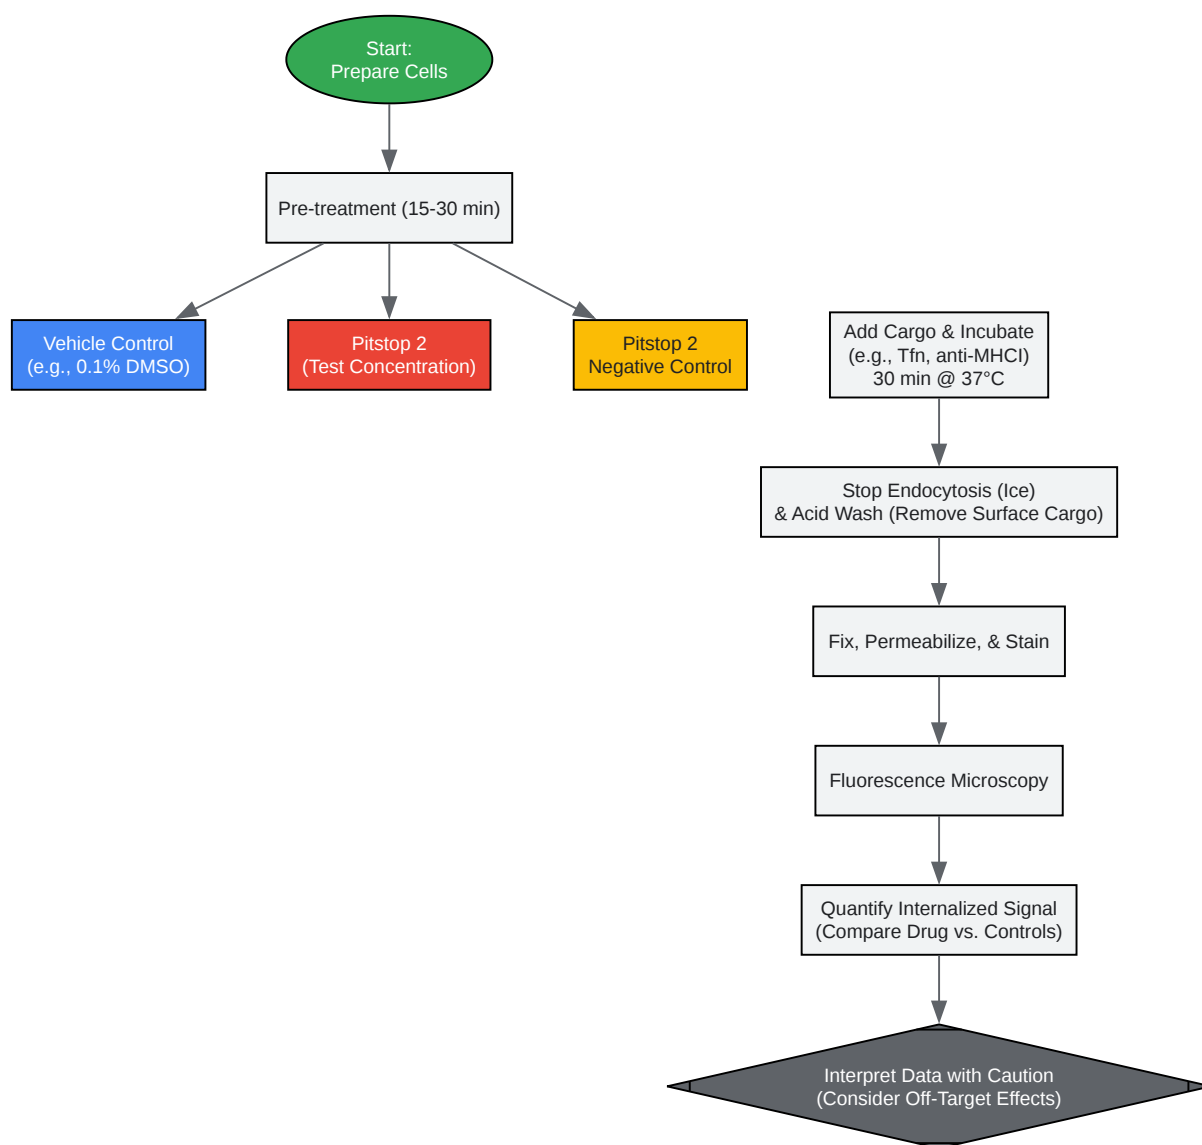 Start:
Prepare Cells
Pre-treatment (15-30 min)
Vehicle Control
(e.g., 0.1% DMSO)
Pitstop 2
(Test Concentration)
Pitstop 2
Negative Control
Add Cargo & Incubate
(e.g., Tfn, anti-MHCI)
30 min @ 37°C
Stop Endocytosis (Ice)
& Acid Wash (Remove Surface Cargo)
Fix, Permeabilize, & Stain
Fluorescence Microscopy
Quantify Internalized Signal
(Compare Drug vs. Controls)
Interpret Data with Caution
(Consider Off-Target Effects)